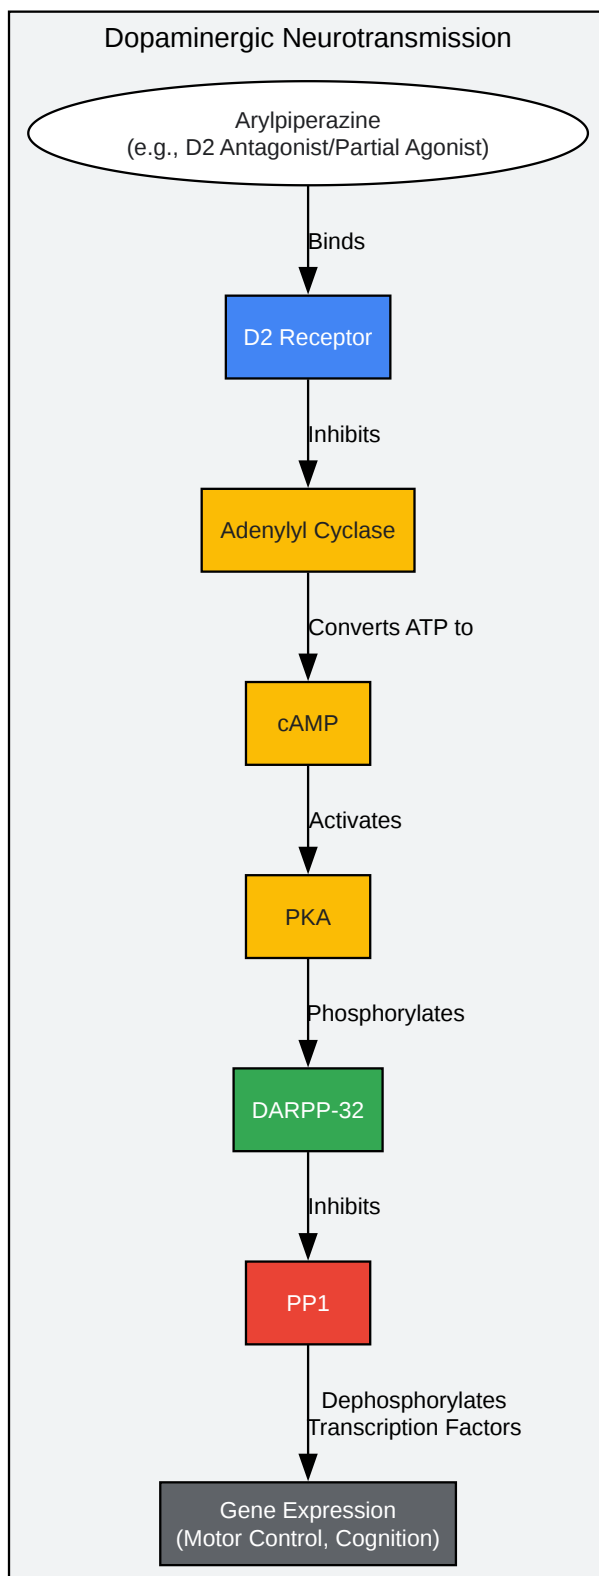 Dopaminergic Neurotransmission
Arylpiperazine
(e.g., D2 Antagonist/Partial Agonist)
Binds
D2 Receptor
Inhibits
Adenylyl Cyclase
Converts ATP to
cAMP
Activates
PKA
Phosphorylates
DARPP-32
Inhibits
PP1
Dephosphorylates
Transcription Factors
Gene Expression
(Motor Control, Cognition)